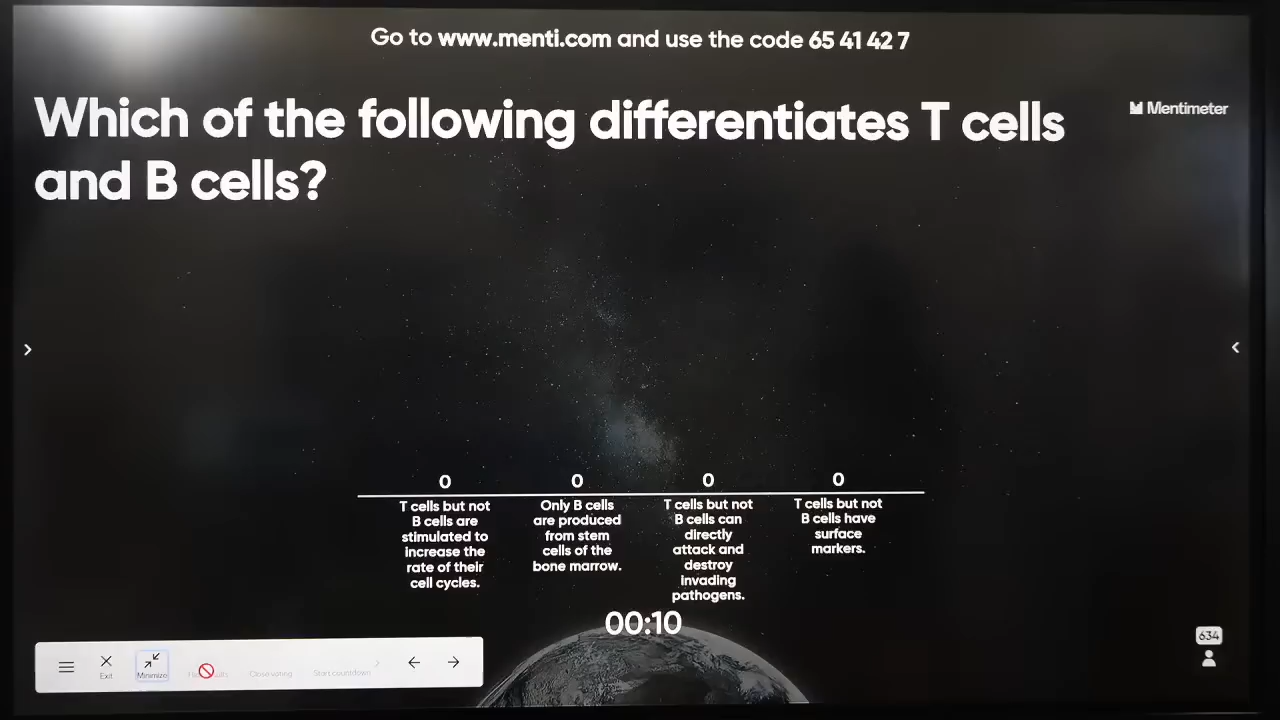 Go to www.menti.com and use the code 65 41 42 7
Which of the following differentiates T cells
and B cells?
Mentimeter
0
0
0
0
T cells but not
B cells are
stimulated to
increase the
rate of their
cell cycles.
Only B cells
are produced
from stem
cells of the
bone marrow.
T cells but not
B cells can
directly
attack and
destroy
invading
pathogens.
T cells but not
B cells have
surface
markers.
00:10
634
Exit
Minimize
Close voting
Start countdown